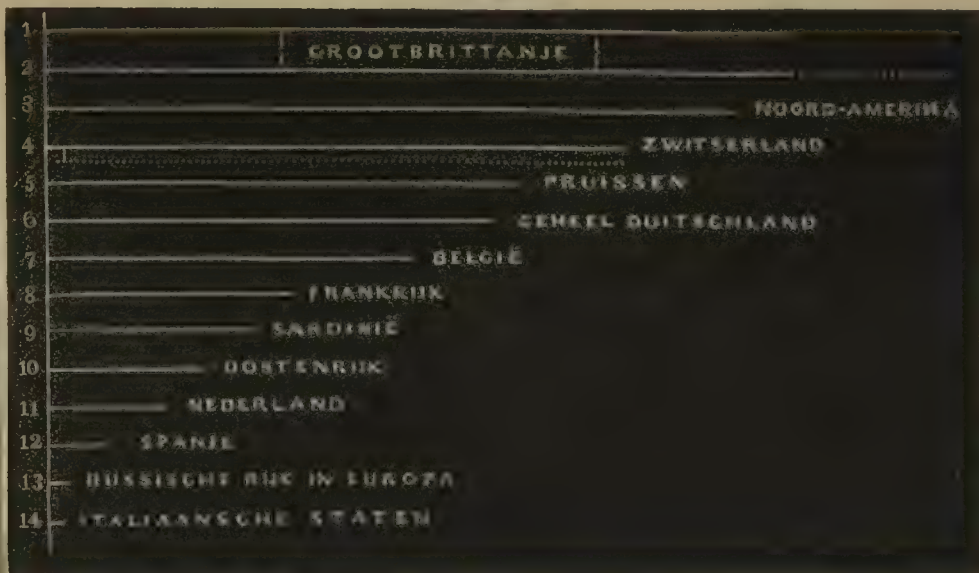 1
GROOTBRITTANJE
2
3 NOORD-AMERIKA
4 ZWITSERLAND
5 PRUISSEN
6 GEHEEL DUITSCHLAND
7 BELGIË
8 FRANKRIJK
9 SARDINIË
10 OOSTENRIJK
11 NEDERLAND
12 SPANJE
13 RUSSISCHE RIJK IN EUROPA
14 ITALIAANSCHE STATEN